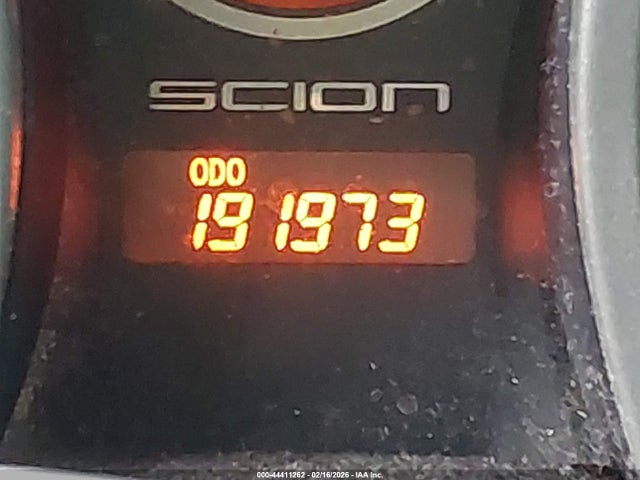 SCION
ODO
191973
000-44411262 - 02/16/2026 - IAA Inc.